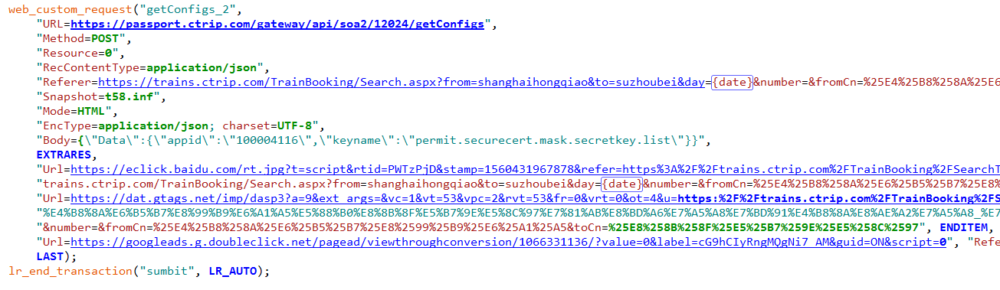 web_custom_request("getConfigs_2",
"URL=https://passport.ctrip.com/gateway/api/soa2/12024/getConfigs",
"Method=POST",
"Resource=0",
"RecContentType=application/json",
"Referer=https://trains.ctrip.com/TrainBooking/Search.aspx?from=shanghaihongqiao&to=suzhoubei&day={date}&number=&fromCn=%25E4%25B8%258A%25E6
"Snapshot=t58.inf",
"Mode=HTML",
"EncType=application/json; charset=UTF-8",
"Body={\"Data\":{\"appid\":\"100004116\",\"keyname\":\"permit.securecert.mask.secretkey.list\"}}",
EXTRARES,
"Url=https://eclick.baidu.com/rt.jpg?t=script&rtid=PWTzPjD&stamp=1560431967878&refer=https%3A%2F%2Ftrains.ctrip.com%2FTrainBooking%2FSearchT
"trains.ctrip.com/TrainBooking/Search.aspx?from=shanghaihongqiao&to=suzhoubei&day={date}&number=&fromCn=%25E4%25B8%258A%25E6%25B5%25B7%25E8%
"Url=https://dat.gtags.net/imp/dasp3?a=9&ext_args=&vc=1&vt=53&vpc=2&rvt=53&fr=0&vrt=0&ot=4&u=https:%2F%2Ftrains.ctrip.com%2FTrainBooking%2FS
"%E4%B8%8A%E6%B5%B7%E8%99%B9%E6%A1%A5%E5%88%B0%E8%8B%8F%E5%B7%9E%E5%8C%97%E7%81%AB%E8%BD%A6%E7%A5%A8%E7%BD%91%E4%B8%8A%E8%AE%A2%E7%A5%A8_%E7
"&number=&fromCn=%25E4%25B8%258A%25E6%25B5%25B7%25E8%2599%25B9%25E6%25A1%25A5&toCn=%25E8%258B%258F%25E5%25B7%259E%25E5%258C%2597", ENDITEM,
"Url=https://googleads.g.doubleclick.net/pagead/viewthroughconversion/1066331136/?value=0&label=cG9hCIyRngMQgNi7_AM&guid=ON&script=0", "Refe
LAST);
lr_end_transaction("sumbit", LR_AUTO);